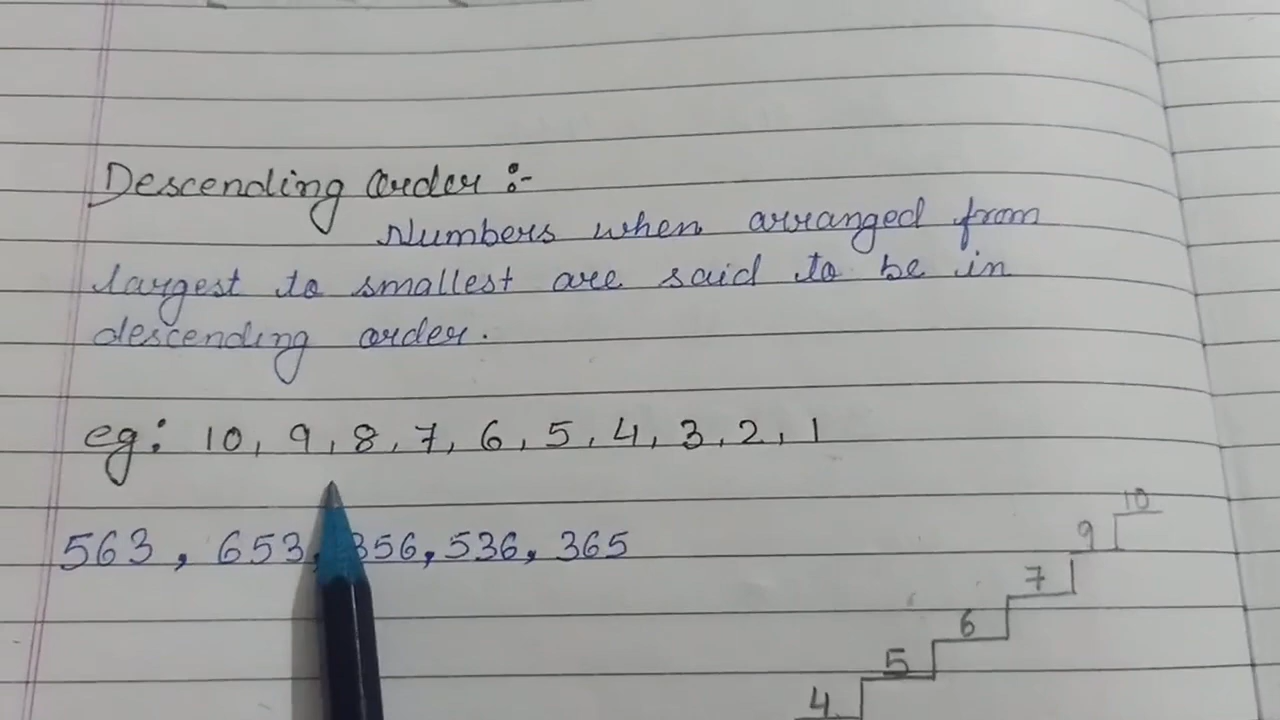 Descending Order :-
Numbers when arranged from
largest to smallest are said to be in
descending order.
eg: 10, 9, 8, 7, 6, 5, 4, 3, 2, 1
563, 653, 356, 536, 365
10
9
7
6
5
4